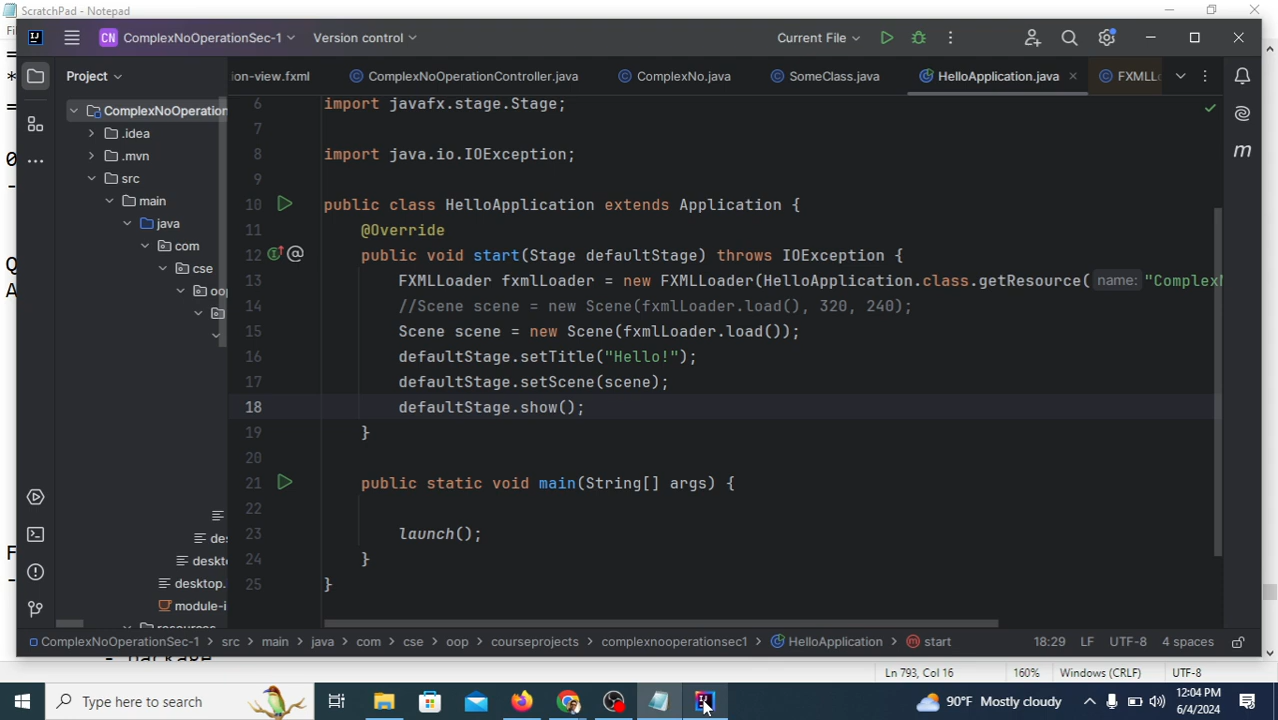 ScratchPad - Notepad
CN ComplexNoOperationSec-1 Version control Current File
Project ion-view.fxml ComplexNoOperationController.java ComplexNo.java SomeClass.java HelloApplication.java FXMLL
ComplexNoOperation
.idea
.mvn
src
main
java
com
cse
oop
des
deskto
desktop.
module-i
resources
6 import javafx.stage.Stage;
7
8 import java.io.IOException;
9
10 public class HelloApplication extends Application {
11 @Override
12 public void start(Stage defaultStage) throws IOException {
13 FXMLLoader fxmlLoader = new FXMLLoader(HelloApplication.class.getResource( name: "Complex
14 //Scene scene = new Scene(fxmlLoader.load(), 320, 240);
15 Scene scene = new Scene(fxmlLoader.load());
16 defaultStage.setTitle("Hello!");
17 defaultStage.setScene(scene);
18 defaultStage.show();
19 }
20
21 public static void main(String[] args) {
22
23 launch();
24 }
25 }
ComplexNoOperationSec-1 > src > main > java > com > cse > oop > courseprojects > complexnooperationsec1 > HelloApplication > start 18:29 LF UTF-8 4 spaces
- package
Ln 793, Col 16 160% Windows (CRLF) UTF-8
Type here to search 90°F Mostly cloudy 12:04 PM
6/4/2024